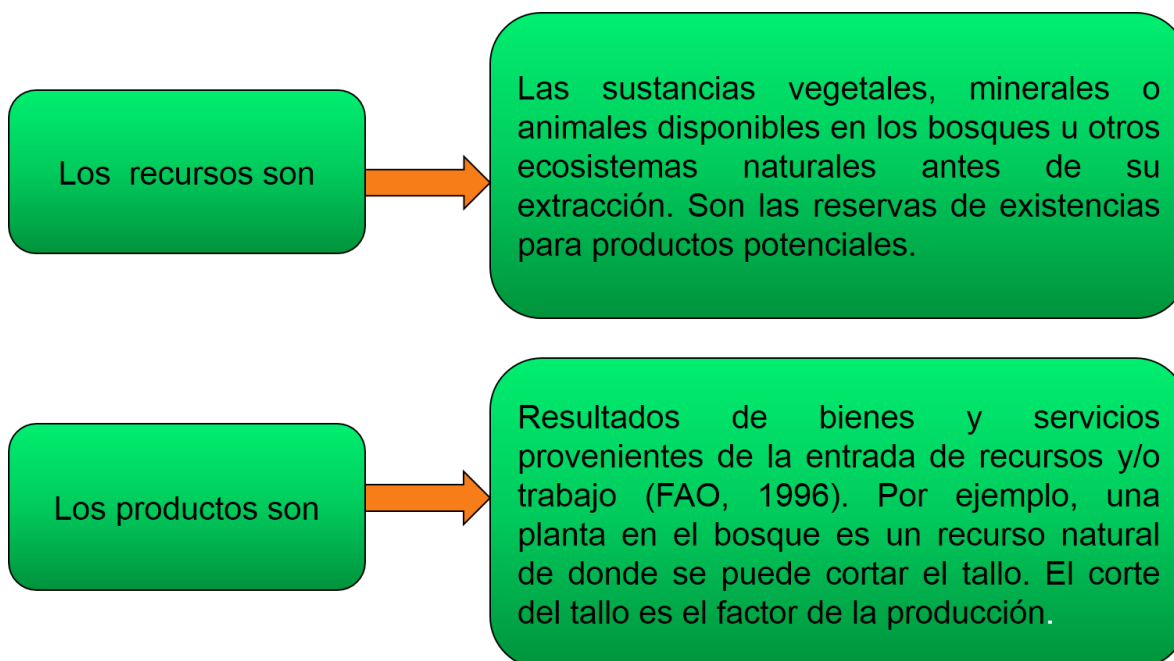 Los recursos son
Las sustancias vegetales, minerales o
animales disponibles en los bosques u otros
ecosistemas naturales antes de su
extracción. Son las reservas de existencias
para productos potenciales.
Los productos son
Resultados de bienes y servicios
provenientes de la entrada de recursos y/o
trabajo (FAO, 1996). Por ejemplo, una
planta en el bosque es un recurso natural
de donde se puede cortar el tallo. El corte
del tallo es el factor de la producción.